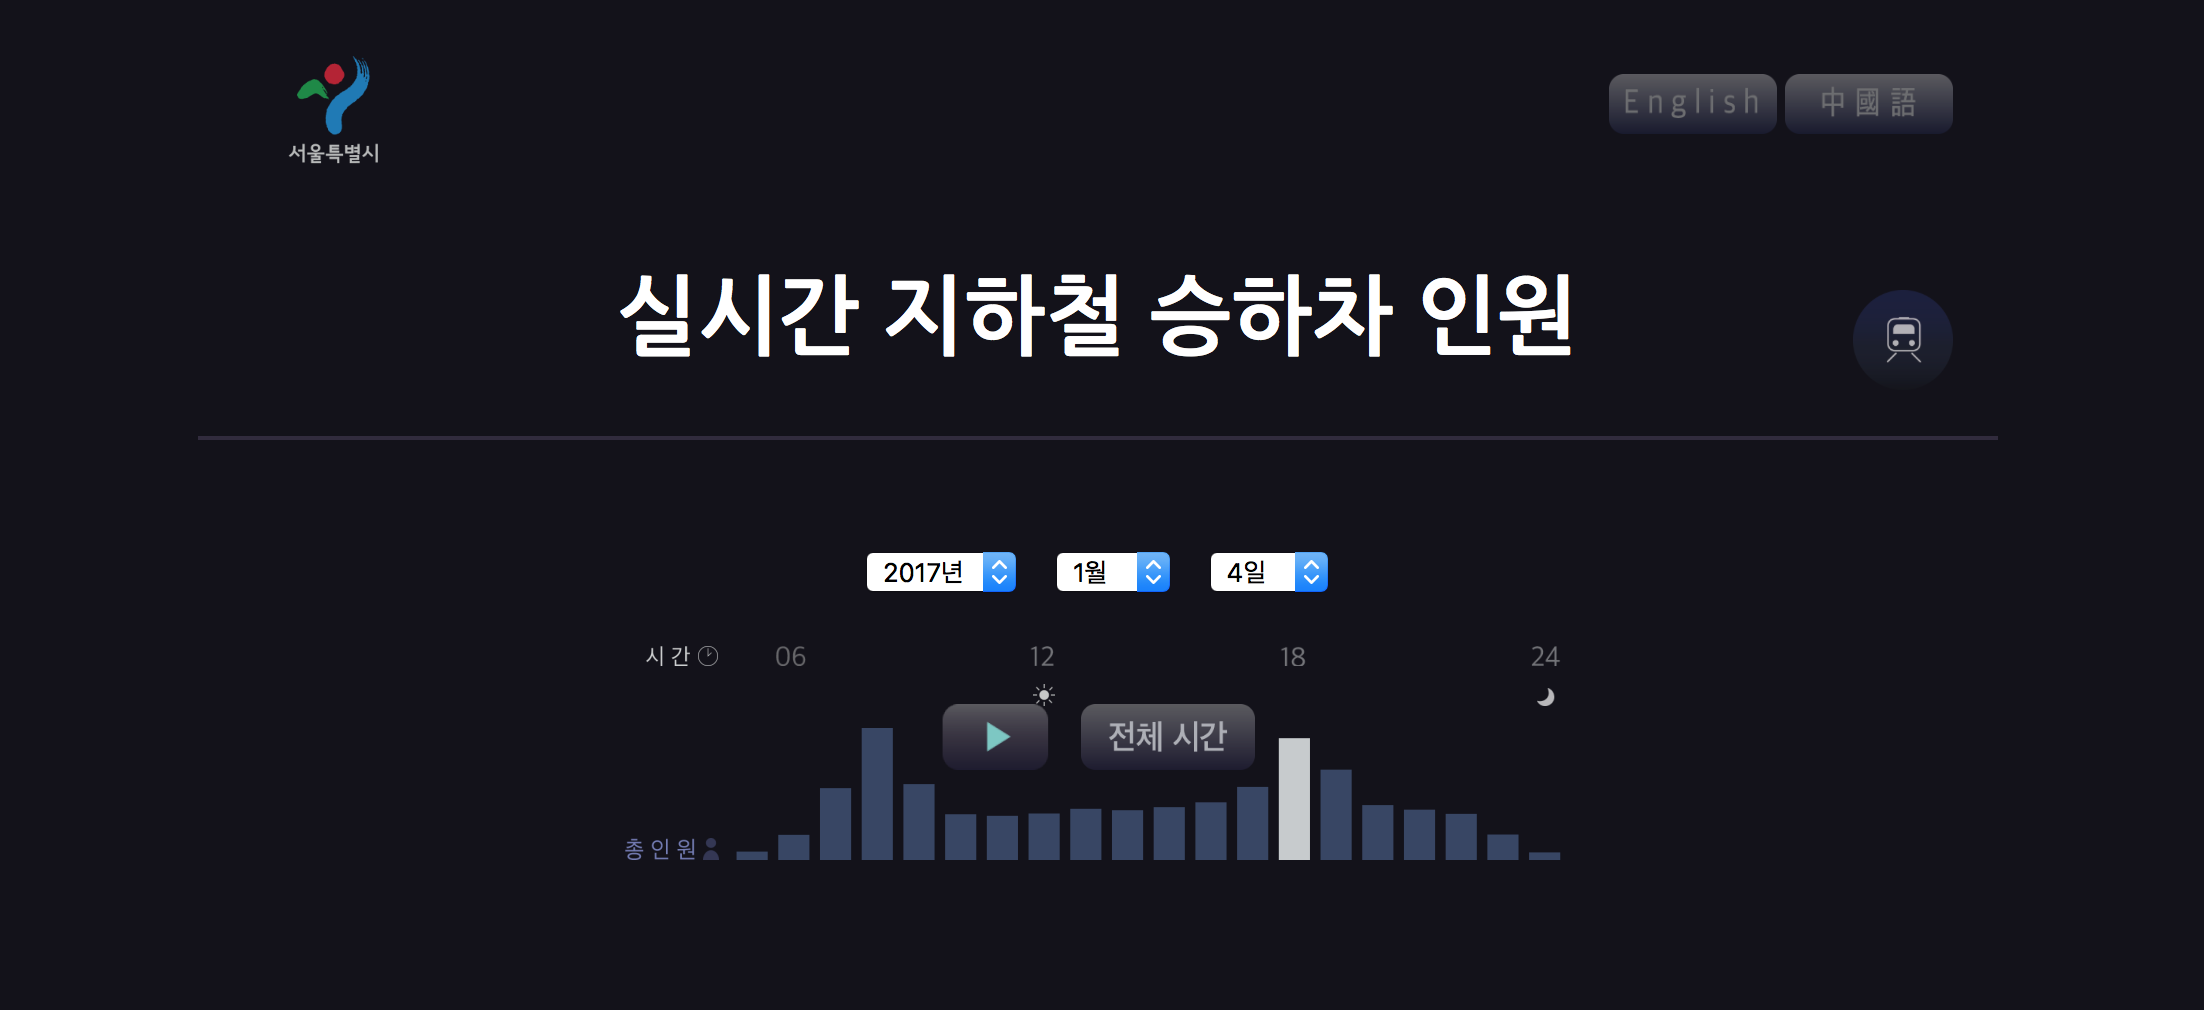 서울특별시
English 中國語
실시간 지하철 승하차 인원
2017년 1월 4일
시간 06 12 18 24
전체 시간
총인원